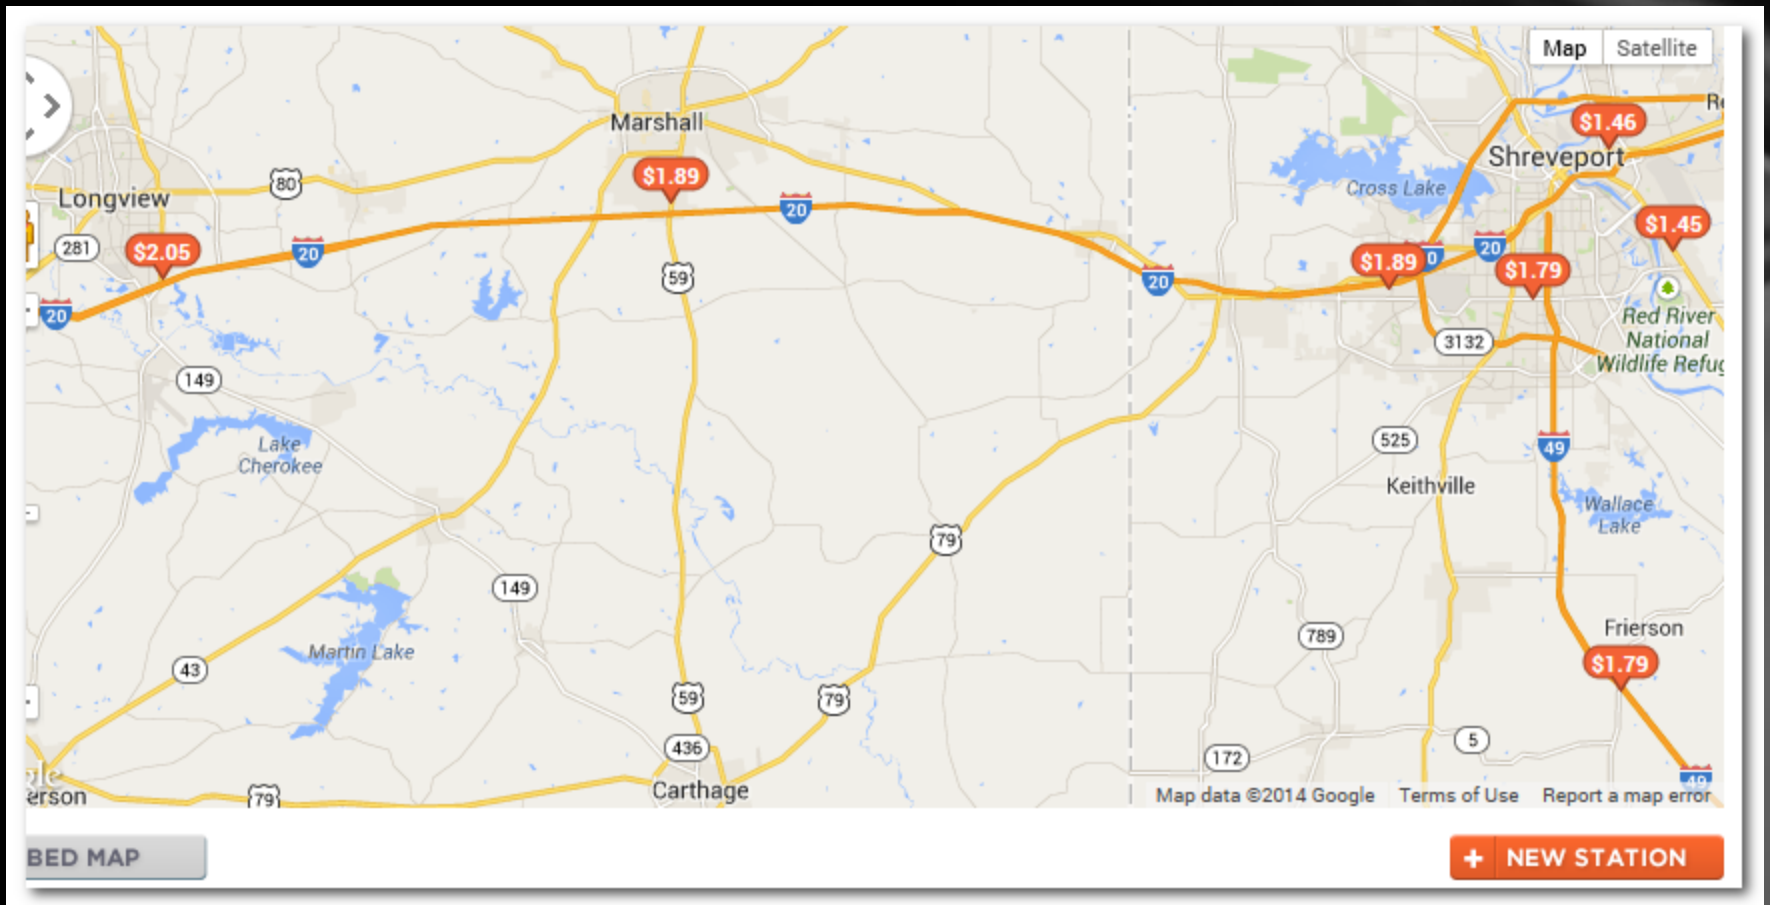 Map
Satellite
$1.46
Marshall
Shreveport
$1.89
80
Cross Lake
Longview
20
$1.45
281
$2.05
20
20
$1.89
$1.79
59
20
20
Red River
National
Wildlife Refug
3132
149
525
Lake
Cherokee
49
Keithville
Wallace
Lake
79
149
Frierson
789
Martin Lake
43
$1.79
59
79
436
5
172
49
gle
Carthage
erson
79
Map data ©2014 Google
Terms of Use
Report a map error
BED MAP
+ NEW STATION